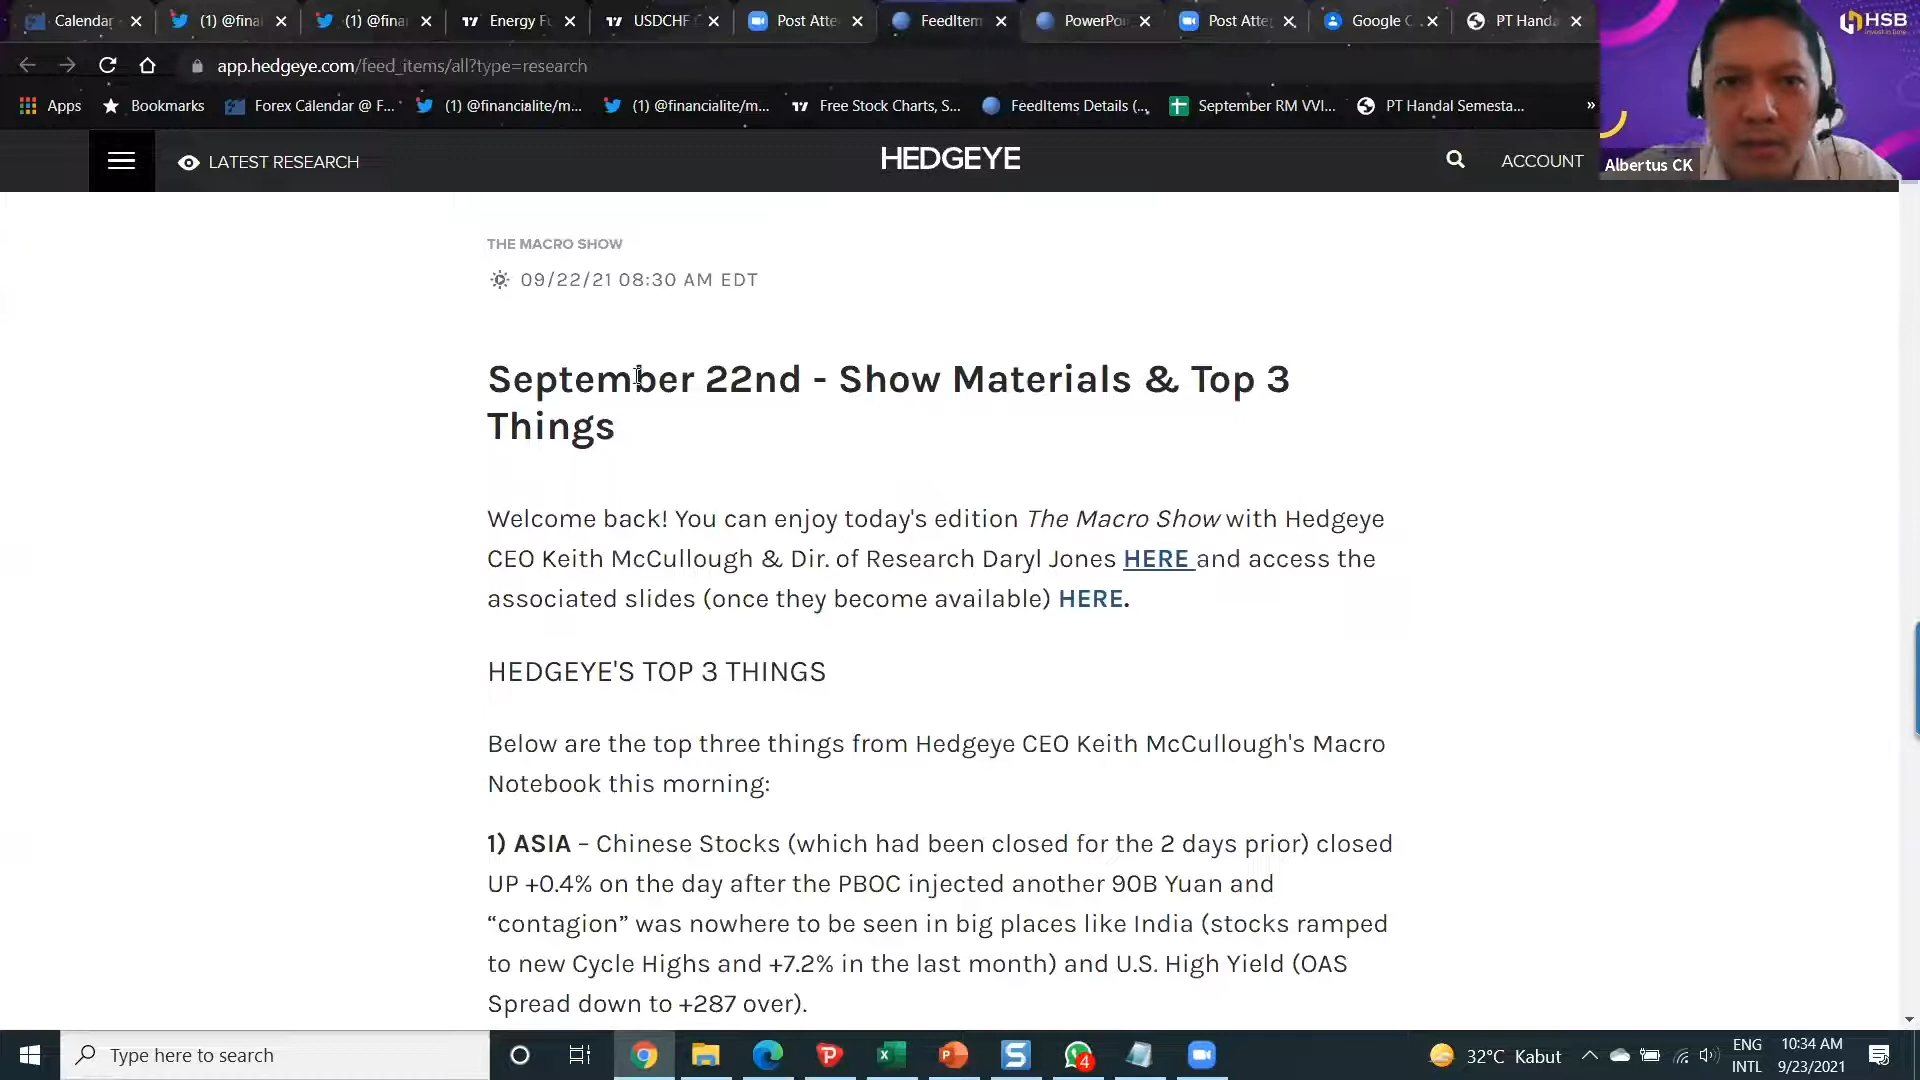 Calendar
(1) @fina
(1) @fina
Energy F
USDCHF
Post Atte
FeedItem
PowerPoi
Post Atte
Google C
PT Hand
HSB
app.hedgeye.com/feed_items/all?type=research
Apps
Bookmarks
Forex Calendar @ F...
(1) @financialite/m...
(1) @financialite/m...
Free Stock Charts, S...
FeedItems Details (...
September RM VVI...
PT Handal Semesta...
»
LATEST RESEARCH
HEDGEYE
ACCOUNT
Albertus CK
THE MACRO SHOW
09/22/21 08:30 AM EDT
September 22nd - Show Materials & Top 3
Things
Welcome back! You can enjoy today's edition The Macro Show with Hedgeye
CEO Keith McCullough & Dir. of Research Daryl Jones HERE and access the
associated slides (once they become available) HERE.
HEDGEYE'S TOP 3 THINGS
Below are the top three things from Hedgeye CEO Keith McCullough's Macro
Notebook this morning:
1) ASIA – Chinese Stocks (which had been closed for the 2 days prior) closed
UP +0.4% on the day after the PBOC injected another 90B Yuan and
“contagion” was nowhere to be seen in big places like India (stocks ramped
to new Cycle Highs and +7.2% in the last month) and U.S. High Yield (OAS
Spread down to +287 over).
Type here to search
4
32°C Kabut
ENG
INTL
10:34 AM
9/23/2021